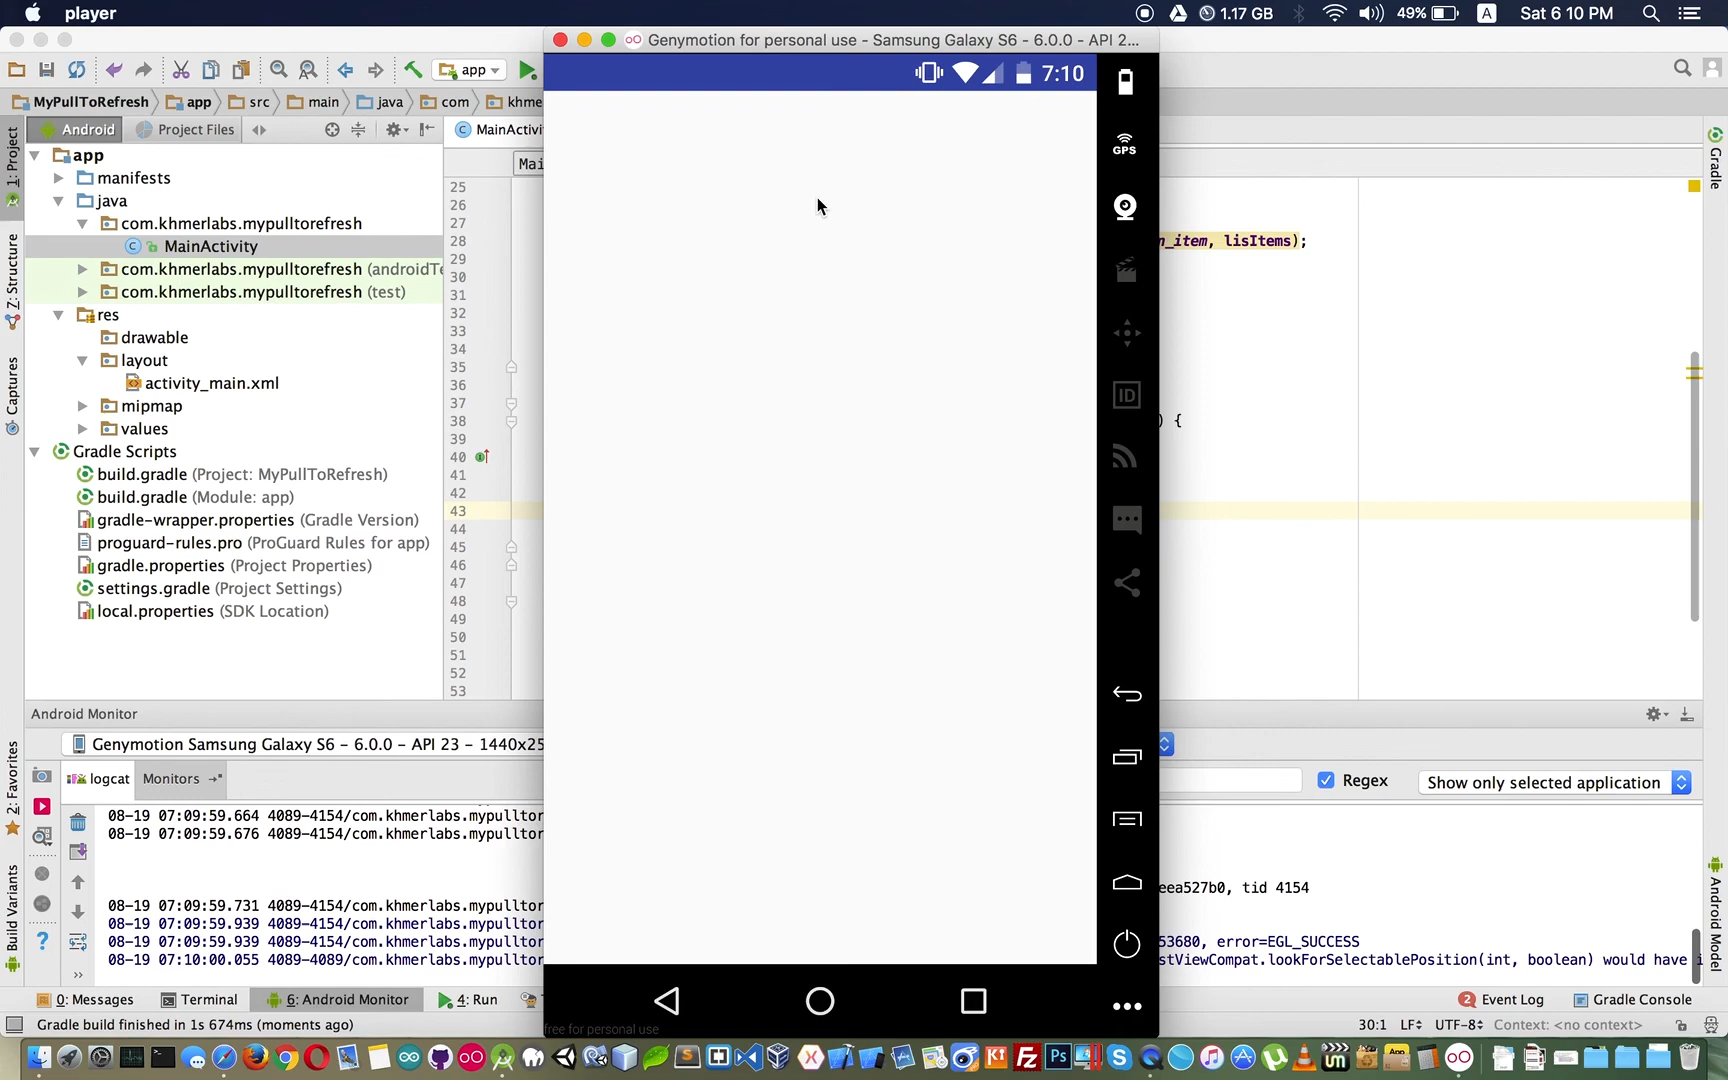 player
1.17 GB
49%
A
Sat 6 10 PM
Genymotion for personal use - Samsung Galaxy S6 - 6.0.0 - API 2...
app
7:10
MyPullToRefresh
app
src
main
java
com
khme
Android
Project Files
MainActivi
Mai
1: Project
Z: Structure
Captures
2: Favorites
Build Variants
app
manifests
java
com.khmerlabs.mypulltorefresh
MainActivity
com.khmerlabs.mypulltorefresh (androidTe
com.khmerlabs.mypulltorefresh (test)
res
drawable
layout
activity_main.xml
mipmap
values
Gradle Scripts
build.gradle (Project: MyPullToRefresh)
build.gradle (Module: app)
gradle-wrapper.properties (Gradle Version)
proguard-rules.pro (ProGuard Rules for app)
gradle.properties (Project Properties)
settings.gradle (Project Settings)
local.properties (SDK Location)
25
26
27
28
29
30
31
32
33
34
35
36
37
38
39
40
41
42
43
44
45
46
47
48
49
50
51
52
53
n_item, lisItems);
) {
GPS
ID
Gradle
Android Model
Android Monitor
Genymotion Samsung Galaxy S6 - 6.0.0 - API 23 - 1440x25
logcat
Monitors
Regex
Show only selected application
08-19 07:09:59.664 4089-4154/com.khmerlabs.mypulltor
08-19 07:09:59.676 4089-4154/com.khmerlabs.mypulltor
eea527b0, tid 4154
08-19 07:09:59.731 4089-4154/com.khmerlabs.mypulltor
08-19 07:09:59.939 4089-4154/com.khmerlabs.mypulltor
08-19 07:09:59.939 4089-4154/com.khmerlabs.mypulltor
53680, error=EGL_SUCCESS
08-19 07:10:00.055 4089-4089/com.khmerlabs.mypulltor
stViewCompat.lookForSelectablePosition(int, boolean) would have i
0: Messages
Terminal
6: Android Monitor
4: Run
2 Event Log
Gradle Console
free for personal use
Gradle build finished in 1s 674ms (moments ago)
30:1
LF
UTF-8
Context: <no context>